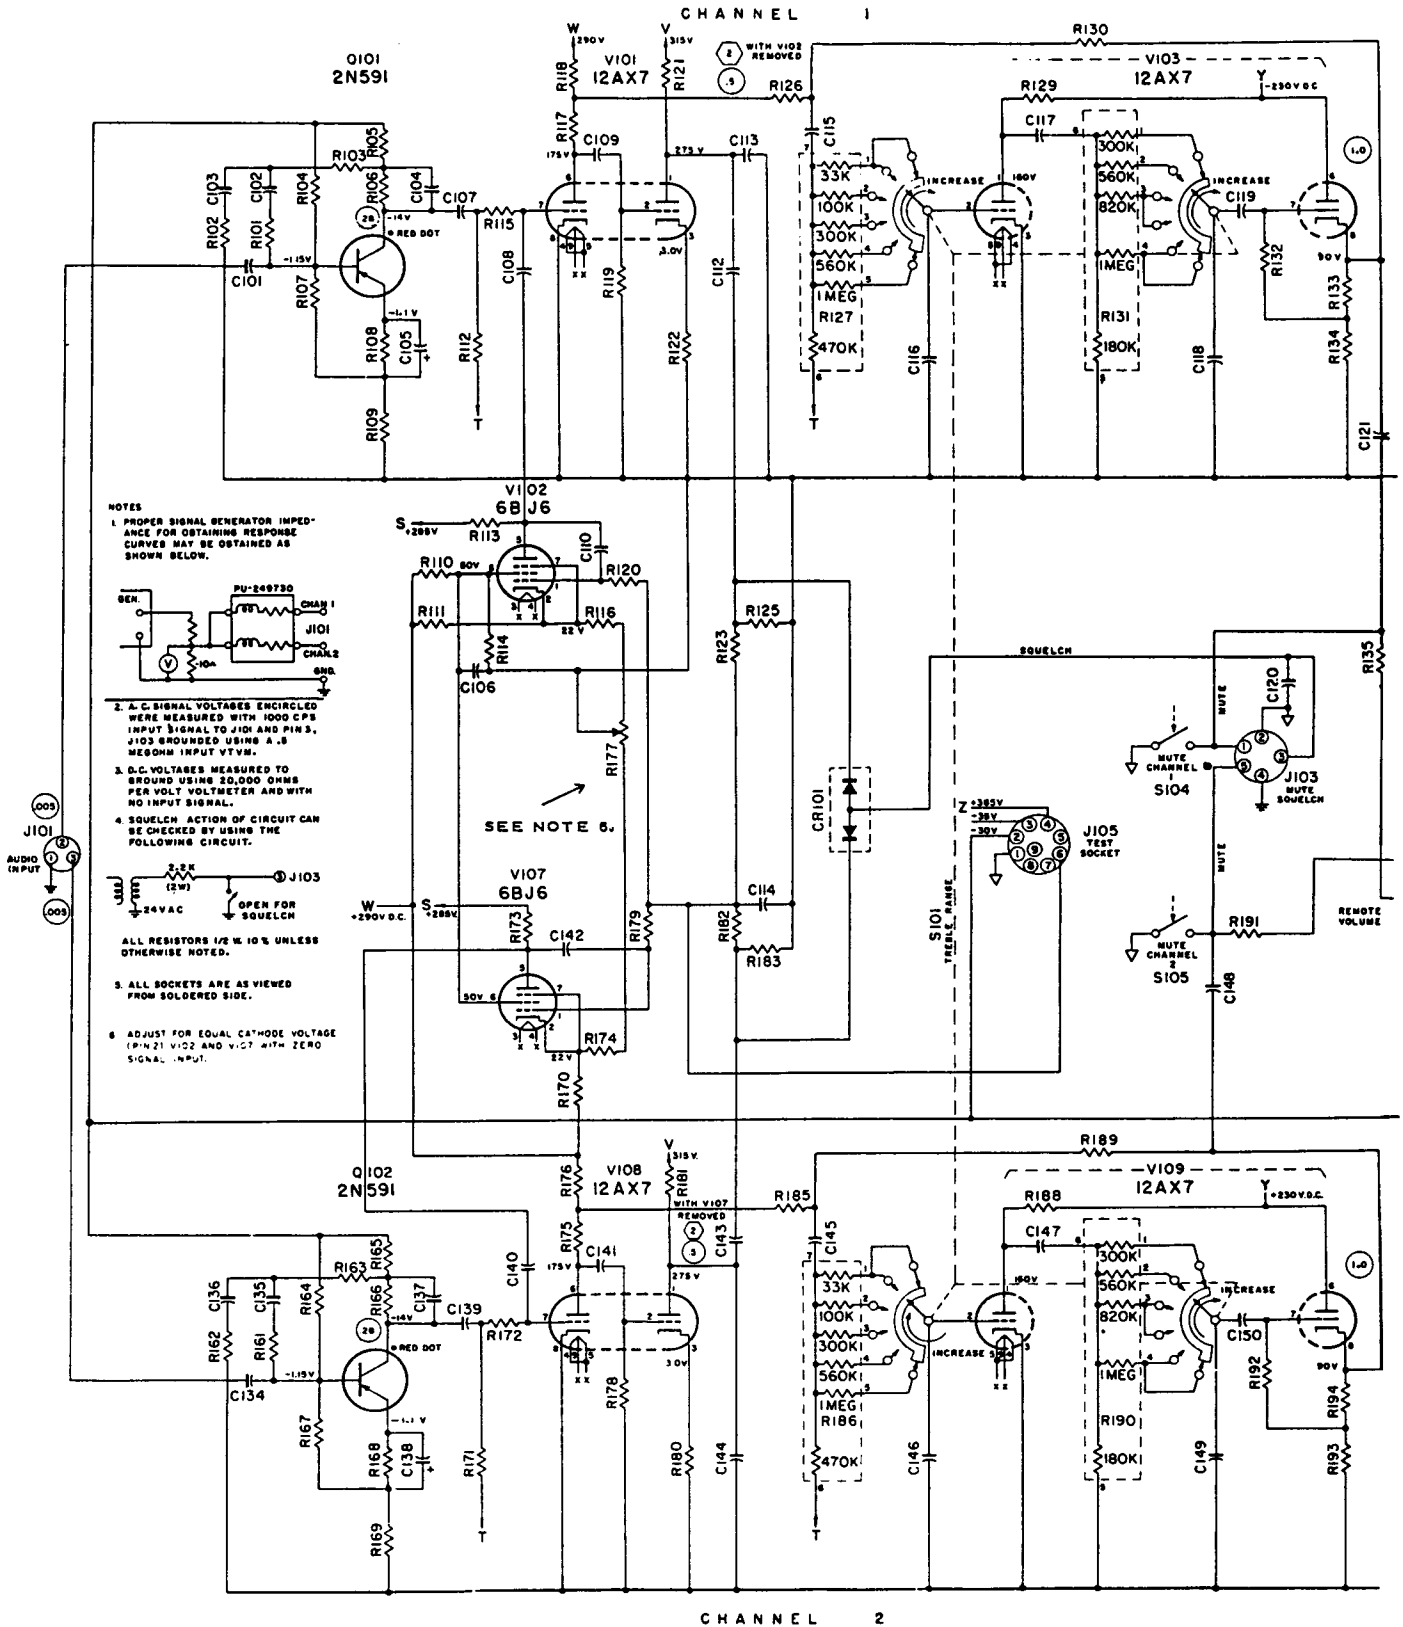 CHANNEL 1
Q101
2N591
W
290V
V
315V
V101
12AX7
2
WITH V102
REMOVED
.5
R130
V103
12AX7
Y
-230V D.C.
R118
R121
R126
R129
R117
C109
C113
C115
C117
R105
R103
175V
275 V
300K
1.0
C103
C102
R104
R106
C104
C107
33K
INCREASE
160V
560K
INCREASE
C119
R102
R101
-14V
28
RED DOT
R115
100K
820K
-1.15V
C101
R107
C108
R119
3.0V
C112
300K
560K
1MEG
R132
90V
R133
-1.1 V
R108
C105
R112
R122
1MEG
R127
470K
C116
R131
180K
C118
R134
R109
T
T
C121
NOTES
1. PROPER SIGNAL GENERATOR IMPED-
ANCE FOR OBTAINING RESPONSE
CURVES MAY BE OBTAINED AS
SHOWN BELOW.
V102
6BJ6
S
+285V
R113
C110
R110
60V
R120
R111
R116
22V
R125
R123
R114
C106
PU-249730
GEN.
CHAN 1
J101
CHAN.2
V
GND.
SQUELCH
C120
R135
MUTE
2. A.C. SIGNAL VOLTAGES ENCIRCLED
WERE MEASURED WITH 1000 CPS
INPUT SIGNAL TO J101 AND PIN 3,
J103 GROUNDED USING A .5
MEGOHM INPUT VTVM.
3. D.C. VOLTAGES MEASURED TO
GROUND USING 20,000 OHMS
PER VOLT VOLTMETER AND WITH
NO INPUT SIGNAL.
4. SQUELCH ACTION OF CIRCUIT CAN
BE CHECKED BY USING THE
FOLLOWING CIRCUIT.
R177
SEE NOTE 6.
CR101
MUTE
CHANNEL
1
S104
J103
MUTE
SQUELCH
Z
+385V
-35V
-30V
J105
TEST
SOCKET
.005
J101
AUDIO
INPUT
.005
2.2K
(2W)
J103
24VAC
OPEN FOR
SQUELCH
V107
6BJ6
W
+290V D.C.
S
+285V
R173
C142
R179
C114
R182
R183
S101
TREBLE RANGE
MUTE
MUTE
CHANNEL
2
S105
R191
REMOTE
VOLUME
C148
ALL RESISTORS 1/2 W. 10% UNLESS
OTHERWISE NOTED.
5. ALL SOCKETS ARE AS VIEWED
FROM SOLDERED SIDE.
6 ADJUST FOR EQUAL CATHODE VOLTAGE
(PIN 2) V102 AND V107 WITH ZERO
SIGNAL INPUT.
50V
22V
R174
R170
Q102
2N591
R176
V108
12AX7
V
315V.
R181
WITH V107
REMOVED
2
.5
R185
R189
V109
12AX7
Y
+230V.D.C.
R188
R175
C141
C143
C145
C147
R165
R163
C140
175V
275V
300K
1.0
C136
C135
R164
R166
C137
C139
33K
160V
560K
INCREASE
R162
R161
-14V
28
RED DOT
R172
100K
820K
C150
C134
-1.15V
R167
R178
3.0V
300K
INCREASE
560K
1MEG
R186
1MEG
R192
90V
R194
-1.1 V
R168
C138
R171
R180
C144
470K
C146
R190
180K
C149
R193
R169
T
T
CHANNEL 2